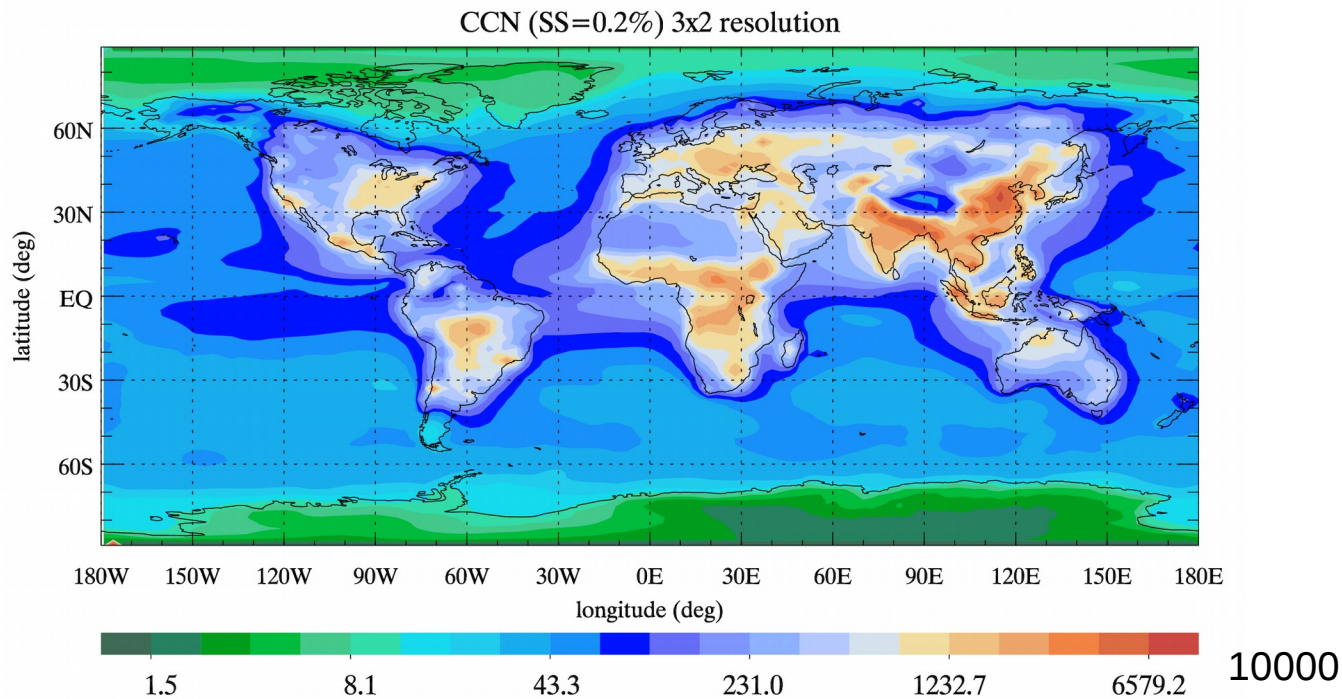 CCN (SS=0.2%) 3x2 resolution
60N
30N
EQ
30S
60S
latitude (deg)
180W 150W 120W 90W 60W 30W 0E 30E 60E 90E 120E 150E 180E
longitude (deg)
1.5 8.1 43.3 231.0 1232.7 6579.2 10000